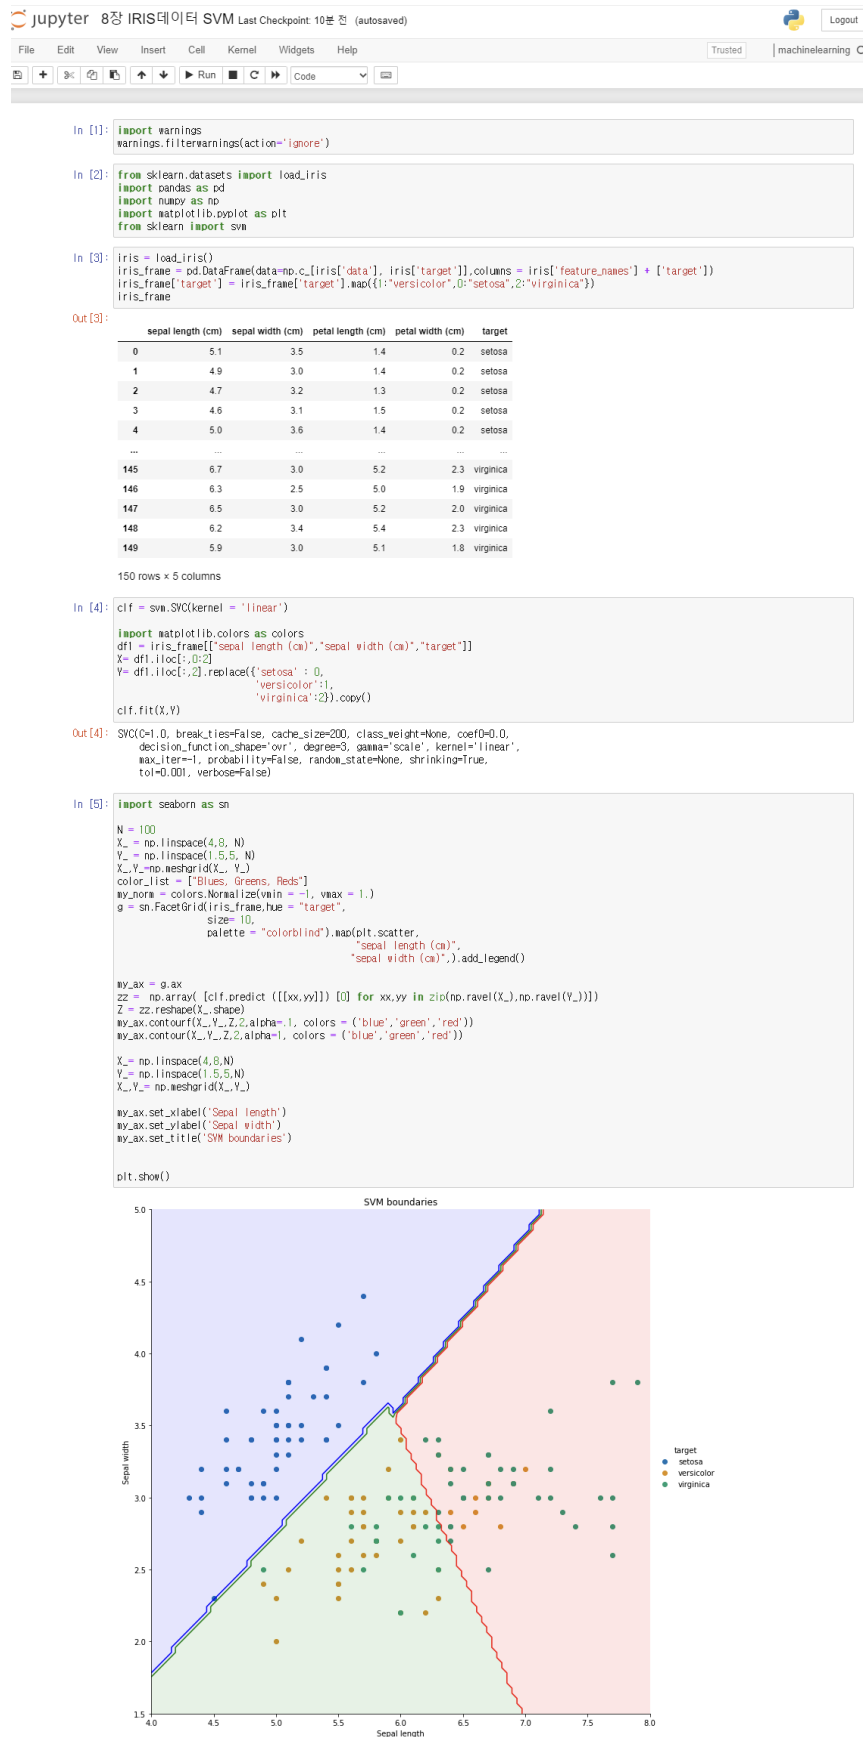 jupyter 8장 IRIS데이터 SVM Last Checkpoint: 10분 전 (autosaved)
Logout
File Edit View Insert Cell Kernel Widgets Help
Trusted
machinelearning
Run
Code
In [1]: import warnings
warnings.filterwarnings(action='ignore')
In [2]: from sklearn.datasets import load_iris
import pandas as pd
import numpy as np
import matplotlib.pyplot as plt
from sklearn import svm
In [3]: iris = load_iris()
iris_frame = pd.DataFrame(data=np.c_[iris['data'], iris['target']],columns = iris['feature_names'] + ['target'])
iris_frame['target'] = iris_frame['target'].map({1:"versicolor",0:"setosa",2:"virginica"})
iris_frame
Out[3]:
sepal length (cm) sepal width (cm) petal length (cm) petal width (cm) target
0 5.1 3.5 1.4 0.2 setosa
1 4.9 3.0 1.4 0.2 setosa
2 4.7 3.2 1.3 0.2 setosa
3 4.6 3.1 1.5 0.2 setosa
4 5.0 3.6 1.4 0.2 setosa
... ... ... ... ... ...
145 6.7 3.0 5.2 2.3 virginica
146 6.3 2.5 5.0 1.9 virginica
147 6.5 3.0 5.2 2.0 virginica
148 6.2 3.4 5.4 2.3 virginica
149 5.9 3.0 5.1 1.8 virginica
150 rows × 5 columns
In [4]: clf = svm.SVC(kernel = 'linear')
import matplotlib.colors as colors
df1 = iris_frame[["sepal length (cm)","sepal width (cm)","target"]]
X= df1.iloc[:,0:2]
Y= df1.iloc[:,2].replace({'setosa' : 0,
'versicolor':1,
'virginica':2}).copy()
clf.fit(X,Y)
Out[4]: SVC(C=1.0, break_ties=False, cache_size=200, class_weight=None, coef0=0.0,
decision_function_shape='ovr', degree=3, gamma='scale', kernel='linear',
max_iter=-1, probability=False, random_state=None, shrinking=True,
tol=0.001, verbose=False)
In [5]: import seaborn as sn
N = 100
X_ = np.linspace(4,8, N)
Y_ = np.linspace(1.5,5, N)
X_,Y_=np.meshgrid(X_, Y_)
color_list = ["Blues, Greens, Reds"]
my_norm = colors.Normalize(vmin = -1, vmax = 1.)
g = sn.FacetGrid(iris_frame,hue = "target",
size= 10,
palette = "colorblind").map(plt.scatter,
"sepal length (cm)",
"sepal width (cm)",).add_legend()
my_ax = g.ax
zz =  np.array( [clf.predict ([[xx,yy]]) [0] for xx,yy in zip(np.ravel(X_),np.ravel(Y_))])
Z = zz.reshape(X_.shape)
my_ax.contourf(X_,Y_,Z,2,alpha=.1, colors = ('blue','green','red'))
my_ax.contour(X_,Y_,Z,2,alpha=1, colors = ('blue','green','red'))
X_= np.linspace(4,8,N)
Y_= np.linspace(1.5,5,N)
X_,Y_= np.meshgrid(X_,Y_)
my_ax.set_xlabel('Sepal length')
my_ax.set_ylabel('Sepal width')
my_ax.set_title('SVM boundaries')
plt.show()
SVM boundaries
5.0
4.5
4.0
3.5
3.0
2.5
2.0
1.5
Sepal width
target
setosa
versicolor
virginica
4.0 4.5 5.0 5.5 6.0 6.5 7.0 7.5 8.0
Sepal length